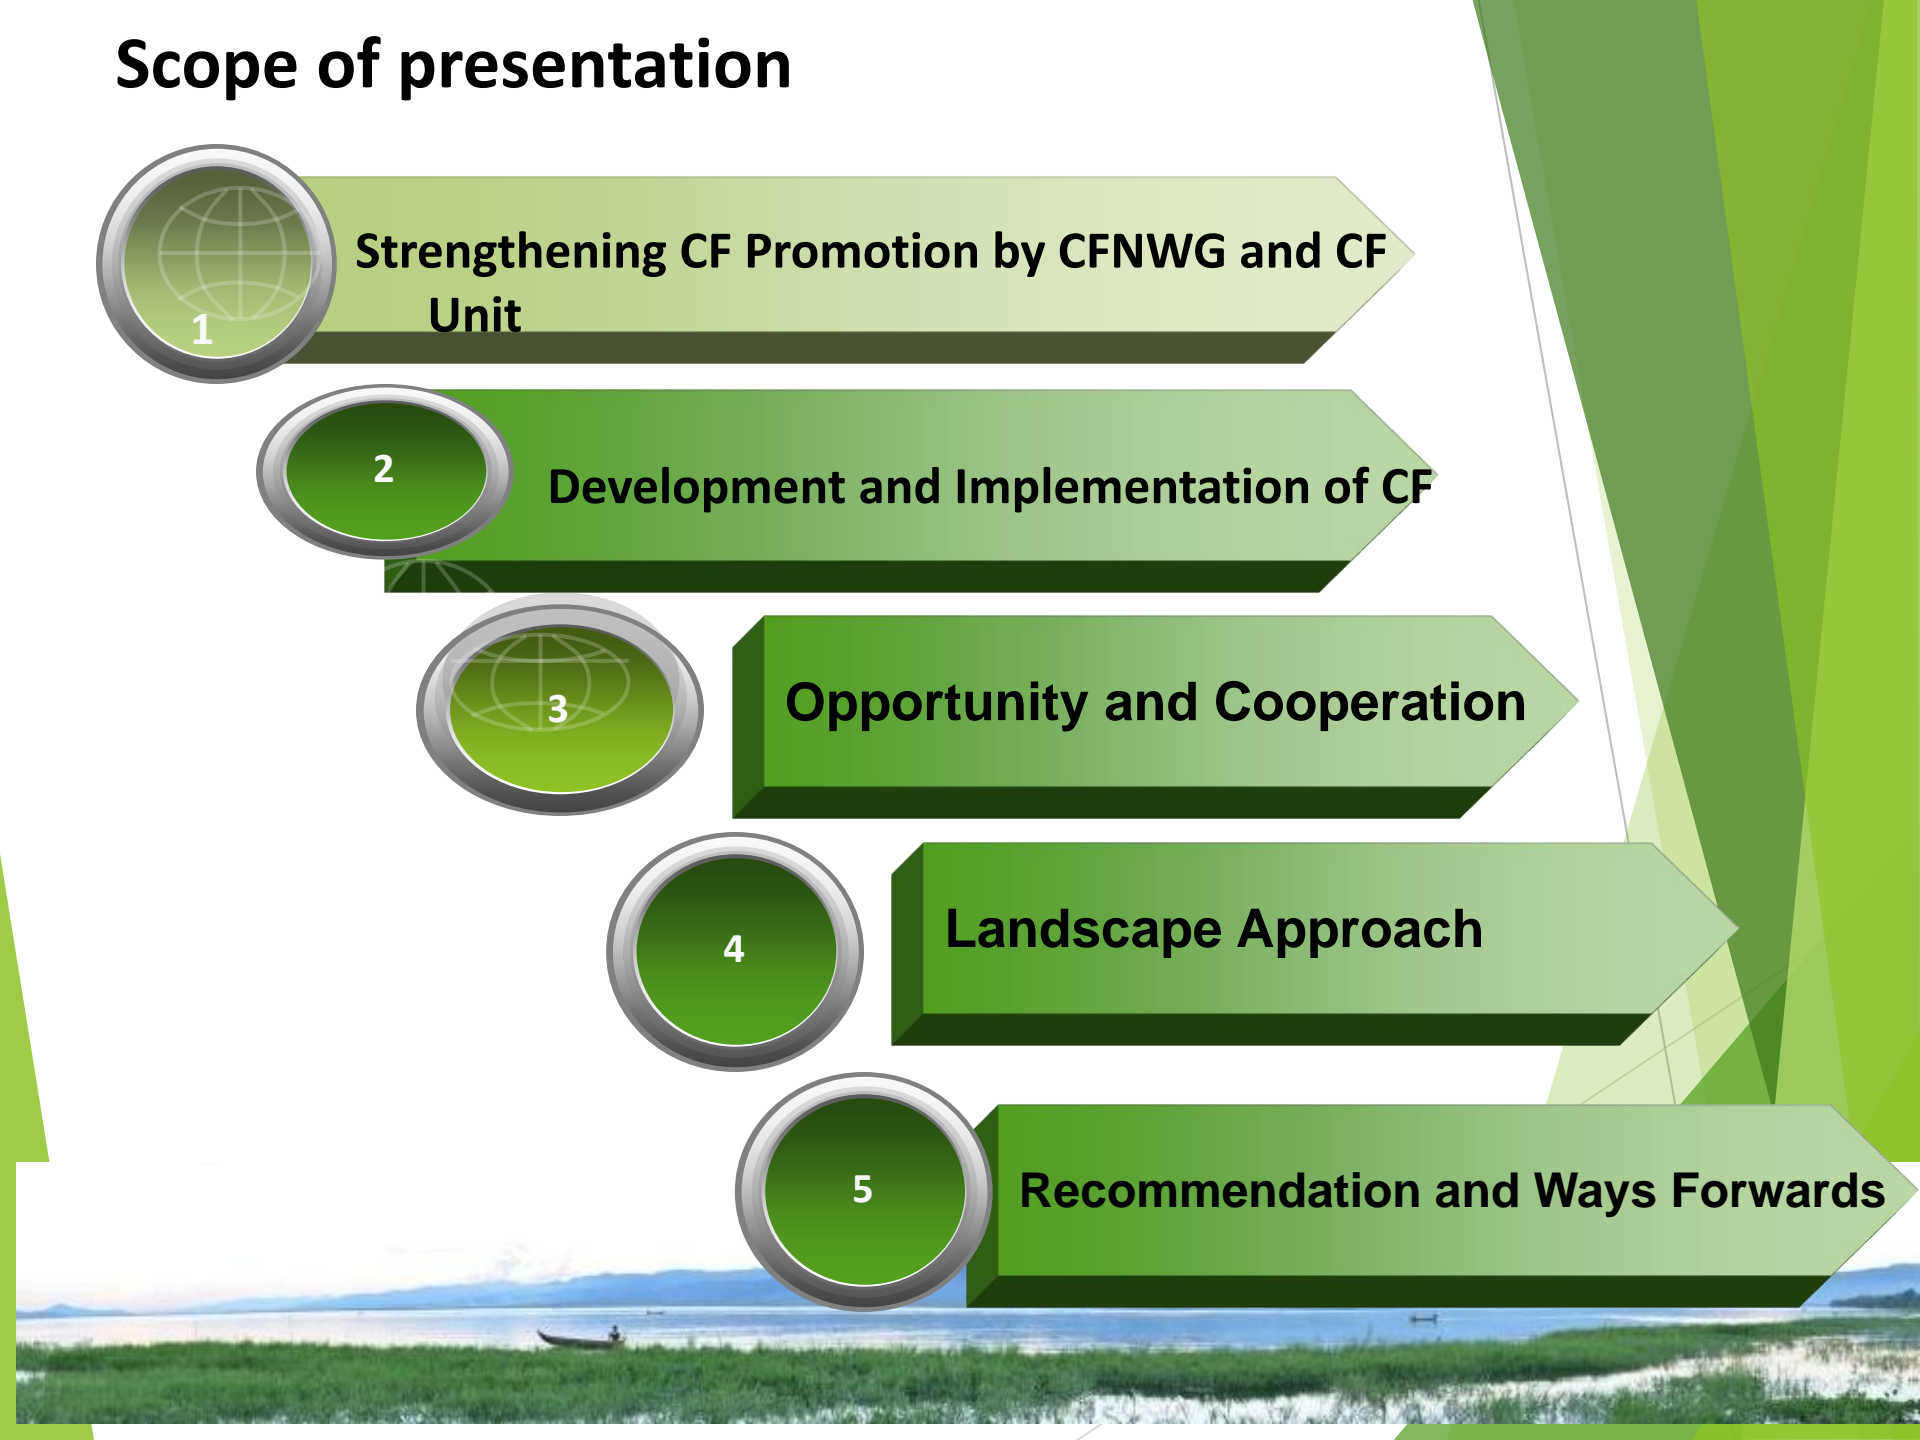 Scope of presentation
1
Strengthening CF Promotion by CFNWG and CF
Unit
2
Development and Implementation of CF
3
Opportunity and Cooperation
4
Landscape Approach
5
Recommendation and Ways Forwards